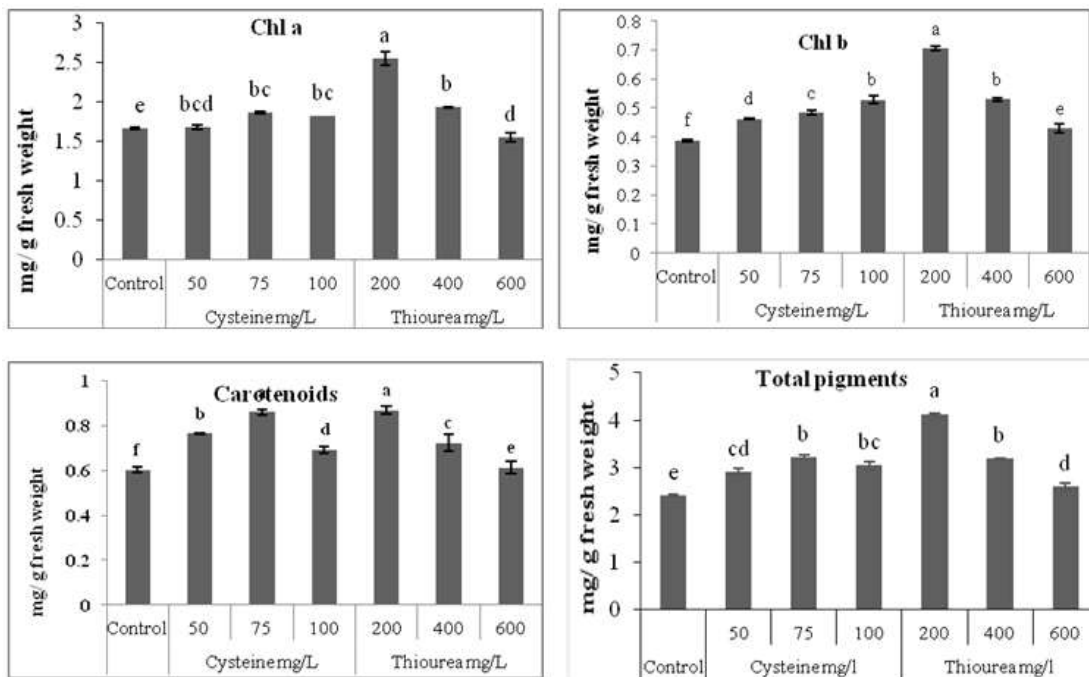 Chl a
mg/ g fresh weight
3
2.5
2
1.5
1
0.5
0
e bcd bc bc a b d
Control 50 75 100 200 400 600
Cysteine mg/L Thiourea mg/L
Chl b
mg/ g fresh weight
0.8
0.7
0.6
0.5
0.4
0.3
0.2
0.1
0
f d c b a b e
Control 50 75 100 200 400 600
Cysteine mg/L Thiourea mg/L
Carotenoids
mg/ g fresh weight
1
0.8
0.6
0.4
0.2
0
f b d a c e
Control 50 75 100 200 400 600
Cysteine mg/L Thiourea mg/L
Total pigments
mg/ g fresh weight
5
4
3
2
1
0
e cd b bc a b d
Control 50 75 100 200 400 600
Cysteine mg/l Thiourea mg/l